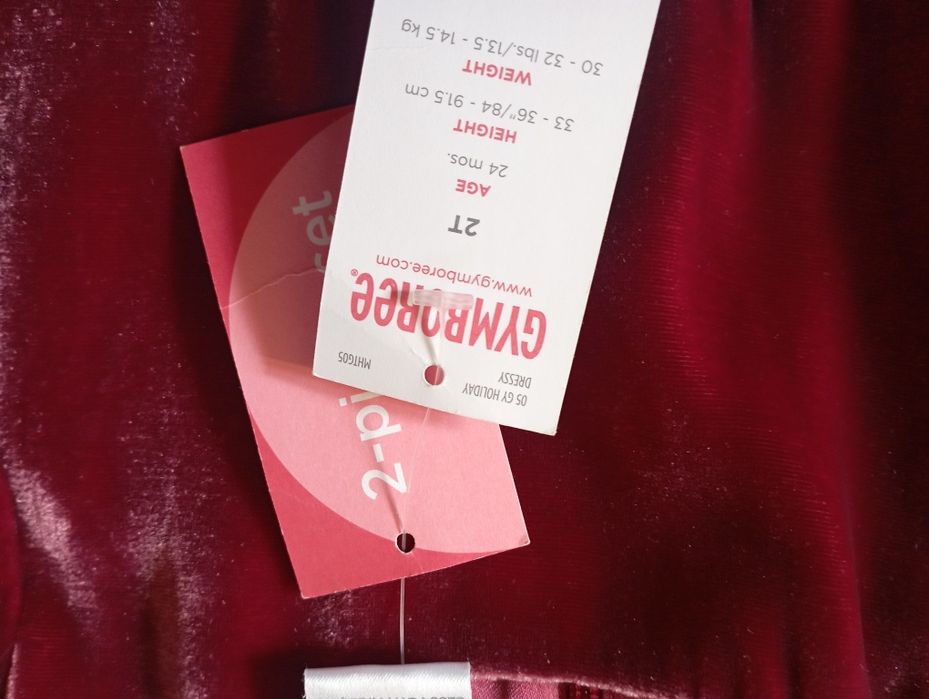 05 GY HOLIDAY
DRESSY
MHTG05
GYMBOREE®
www.gymboree.com
2T
AGE
24 mos.
HEIGHT
33 - 36"/84 - 91.5 cm
WEIGHT
30 - 32 lbs./13.5 - 14.5 kg
2-pi
et